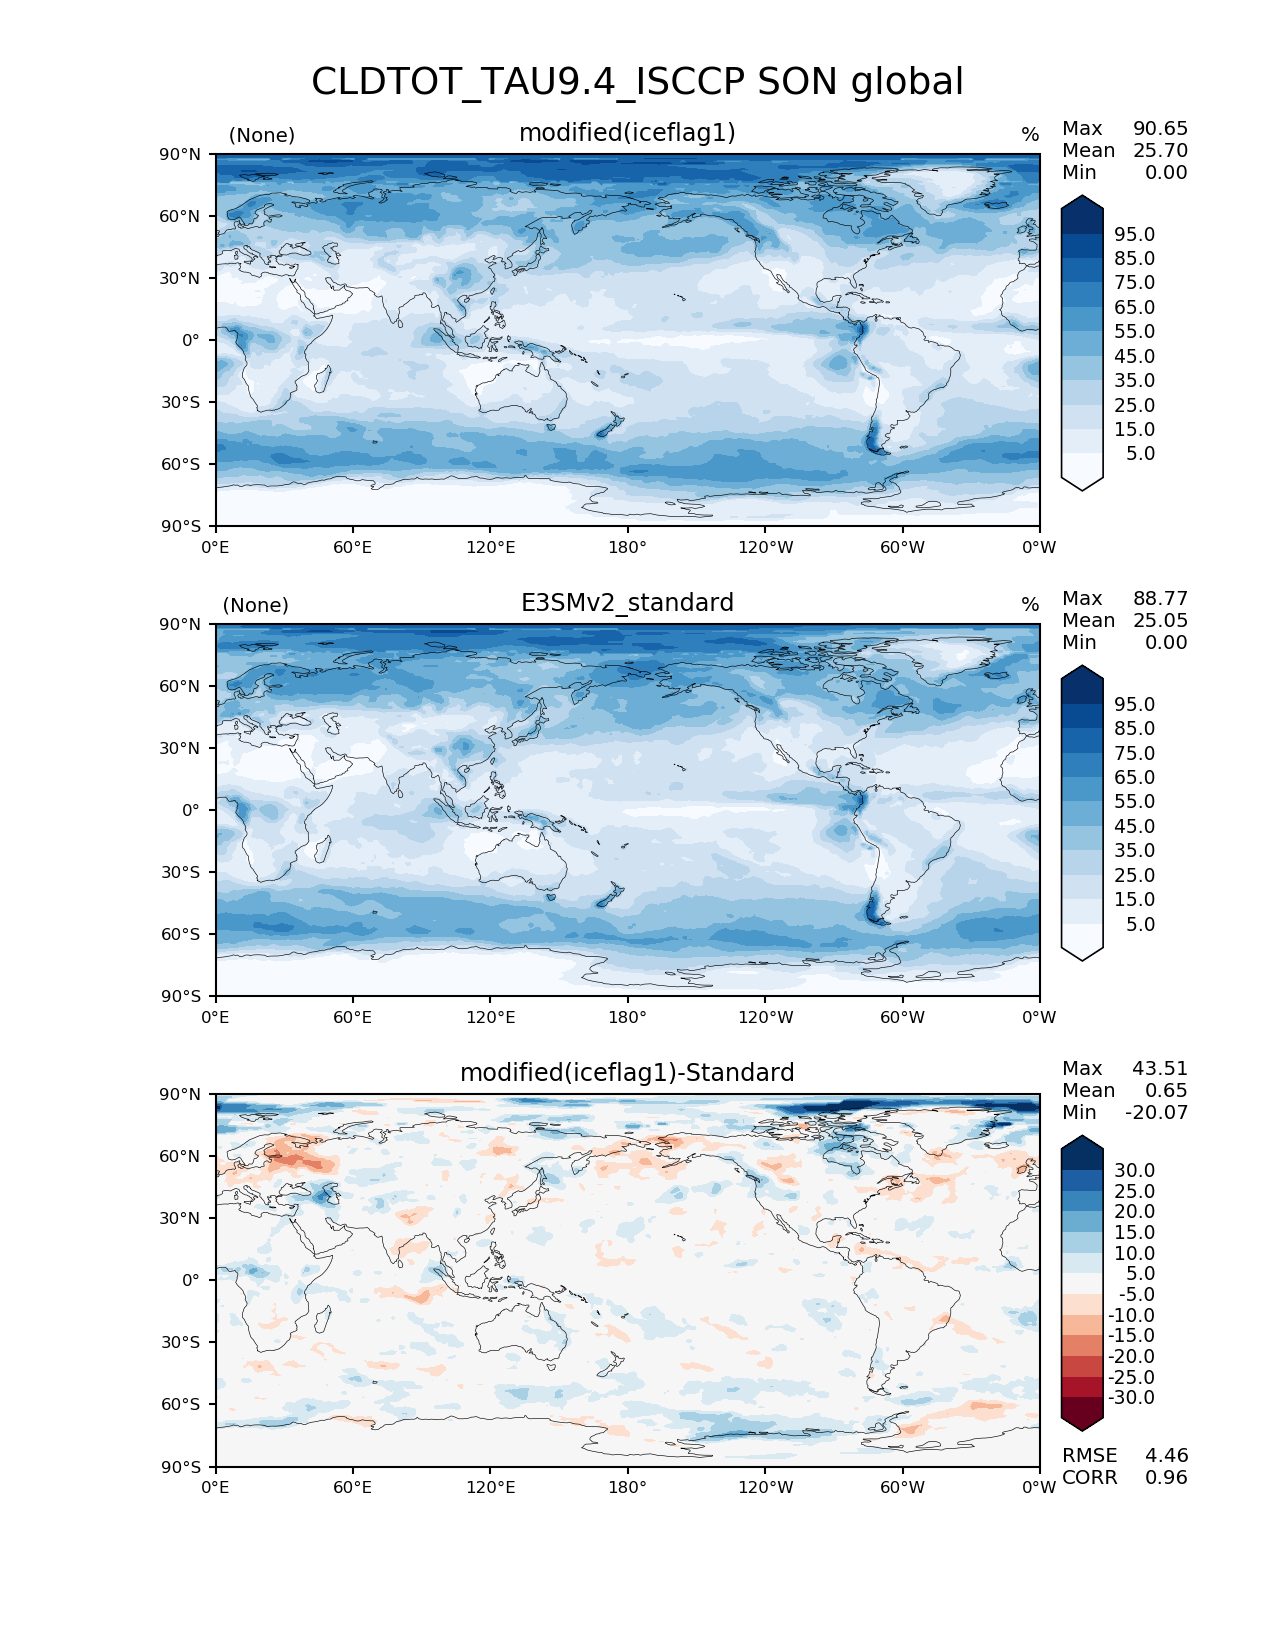 CLDTOT_TAU9.4_ISCCP SON global
(None) modified(iceflag1) %
Max 90.65
Mean 25.70
Min 0.00
90°N
60°N
30°N
0°
30°S
60°S
90°S
0°E 60°E 120°E 180° 120°W 60°W 0°W
95.0
85.0
75.0
65.0
55.0
45.0
35.0
25.0
15.0
5.0
(None) E3SMv2_standard %
Max 88.77
Mean 25.05
Min 0.00
90°N
60°N
30°N
0°
30°S
60°S
90°S
0°E 60°E 120°E 180° 120°W 60°W 0°W
95.0
85.0
75.0
65.0
55.0
45.0
35.0
25.0
15.0
5.0
modified(iceflag1)-Standard
Max 43.51
Mean 0.65
Min -20.07
90°N
60°N
30°N
0°
30°S
60°S
90°S
0°E 60°E 120°E 180° 120°W 60°W 0°W
30.0
25.0
20.0
15.0
10.0
5.0
-5.0
-10.0
-15.0
-20.0
-25.0
-30.0
RMSE 4.46
CORR 0.96